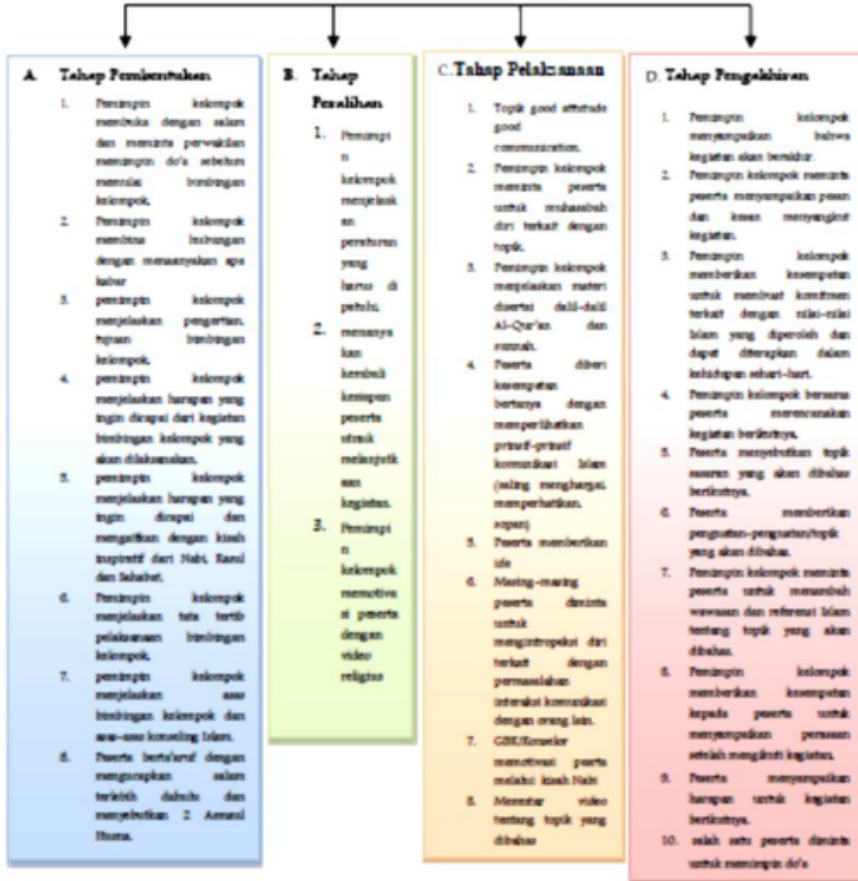 A. Tahap Pembentukan
1. Pemimpin kelompok
membuka dengan salam
dan meminta perwakilan
memimpin do'a sebelum
memulai bimbingan
kelompok,
2. Pemimpin kelompok
membina hubungan
dengan menanyakan apa
kabar
3. pemimpin kelompok
menjelaskan pengertian,
tujuan bimbingan
kelompok,
4. pemimpin kelompok
menjelaskan harapan yang
ingin dicapai dari kegiatan
bimbingan kelompok yang
akan dilaksanakan.
5. pemimpin kelompok
menjelaskan harapan yang
ingin dicapai dan
mengaitkan dengan kisah
inspiratif dari Nabi, Rasul
dan Sahabat.
6. Pemimpin kelompok
menjelaskan tata tertib
pelaksanaan bimbingan
kelompok,
7. pemimpin kelompok
menjelaskan asas
bimbingan kelompok dan
asas-asas konseling Islam.
8. Peserta berta'aruf dengan
mengucapkan salam
terlebih dahulu dan
menyebutkan 2 Asmaul
Husna.
B. Tahap
Peralihan
1. Pemimpi
n
kelompok
menjelask
an
peraturan
yang
harus di
patuhi,
2. menanya
kan
kembali
kesiapan
peserta
untuk
melanjutk
aan
kegiatan.
3. Pemimpi
n
kelompok
memotiva
si peserta
dengan
video
religius
C. Tahap Pelaksanaan
1. Topik good attitude
good
communication.
2. Pemimpin kelompok
meminta peserta
untuk muhasabah
diri terkait dengan
topik.
3. Pemimpin kelompok
menjelaskan materi
disertai dalil-dalil
Al-Qur'an dan
sunnah.
4. Peserta diberi
kesempatan
bertanya dengan
memperlihatkan
prinsif-prinsif
komunikasi Islam
(saling menghargai,
memperhatikan,
sopan)
5. Peserta memberikan
ide
6. Masing-masing
peserta diminta
untuk
mengintropeksi diri
terkait dengan
permasalahan
interaksi komunikasi
dengan orang lain.
7. GBK/Konselor
memotivasi peserta
melalui kisah Nabi
8. Memutar video
tentang topik yang
dibahas
D. Tahap Pengakhiran
1. Pemimpin kelompok
menyampaikan bahwa
kegiatan akan berakhir.
2. Pemimpin kelompok meminta
peserta menyampaikan pesan
dan kesan menyangkut
kegiatan.
3. Pemimpin kelompok
memberikan kesempatan
untuk membuat komitmen
terkait dengan nilai-nilai
Islam yang diperoleh dan
dapat diterapkan dalam
kehidupan sehari-hari.
4. Pemimpin kelompok bersama
peserta merencanakan
kegiatan berikutnya,
5. Peserta menyebutkan topik
sasaran yang akan dibahas
berikutnya.
6. Peserta memberikan
penguatan-penguatan/topik
yang akan dibahas.
7. Pemimpin kelompok meminta
peserta untuk menambah
wawasan dan referensi Islam
tentang topik yang akan
dibahas.
8. Pemimpin kelompok
memberikan kesempatan
kepada peserta untuk
menyampaikan perasaan
setelah mengikuti kegiatan,
9. Peserta menyampaikan
harapan untuk kegiatan
berikutnya.
10. salah satu peserta diminta
untuk memimpin do'a